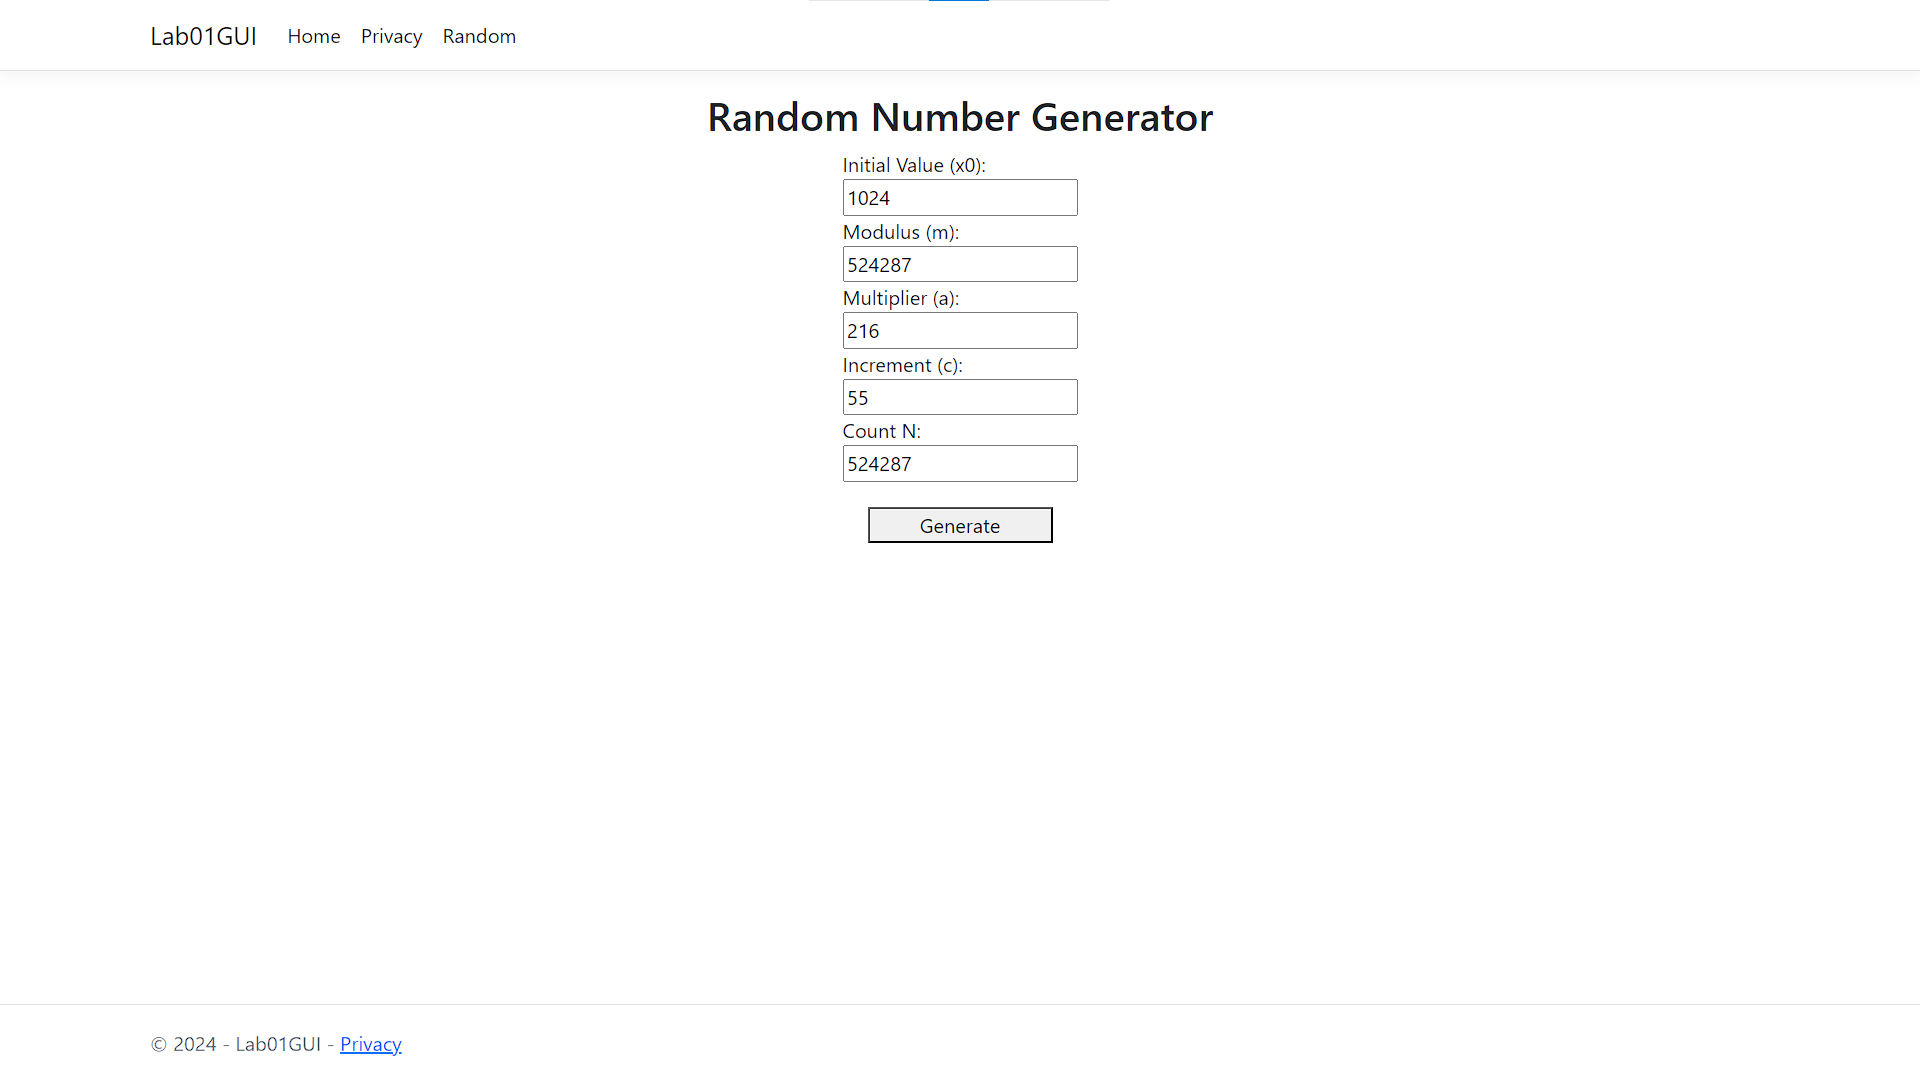 Lab01GUI Home Privacy Random
Random Number Generator
Initial Value (x0):
1024
Modulus (m):
524287
Multiplier (a):
216
Increment (c):
55
Count N:
524287
Generate
© 2024 - Lab01GUI - Privacy